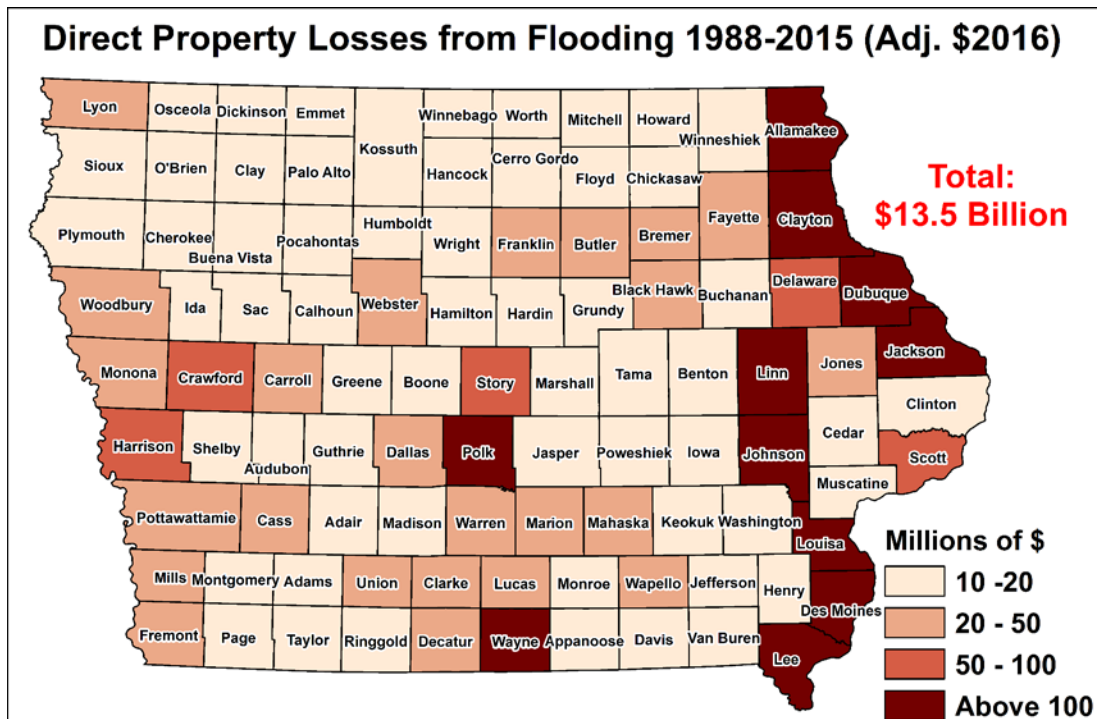 Direct Property Losses from Flooding 1988-2015 (Adj. $2016)
Lyon
Osceola
Dickinson
Emmet
Winnebago
Worth
Mitchell
Howard
Winneshiek
Allamakee
Kossuth
Sioux
O'Brien
Clay
Palo Alto
Hancock
Cerro Gordo
Floyd
Chickasaw
Total:
$13.5 Billion
Plymouth
Cherokee
Buena Vista
Pocahontas
Humboldt
Wright
Franklin
Butler
Bremer
Fayette
Clayton
Woodbury
Ida
Sac
Calhoun
Webster
Hamilton
Hardin
Grundy
Black Hawk
Buchanan
Delaware
Dubuque
Monona
Crawford
Carroll
Greene
Boone
Story
Marshall
Tama
Benton
Linn
Jones
Jackson
Clinton
Harrison
Shelby
Audubon
Guthrie
Dallas
Polk
Jasper
Poweshiek
Iowa
Johnson
Cedar
Scott
Muscatine
Pottawattamie
Cass
Adair
Madison
Warren
Marion
Mahaska
Keokuk
Washington
Louisa
Mills
Montgomery
Adams
Union
Clarke
Lucas
Monroe
Wapello
Jefferson
Henry
Des Moines
Fremont
Page
Taylor
Ringgold
Decatur
Wayne
Appanoose
Davis
Van Buren
Lee
Millions of $
10 -20
20 - 50
50 - 100
Above 100